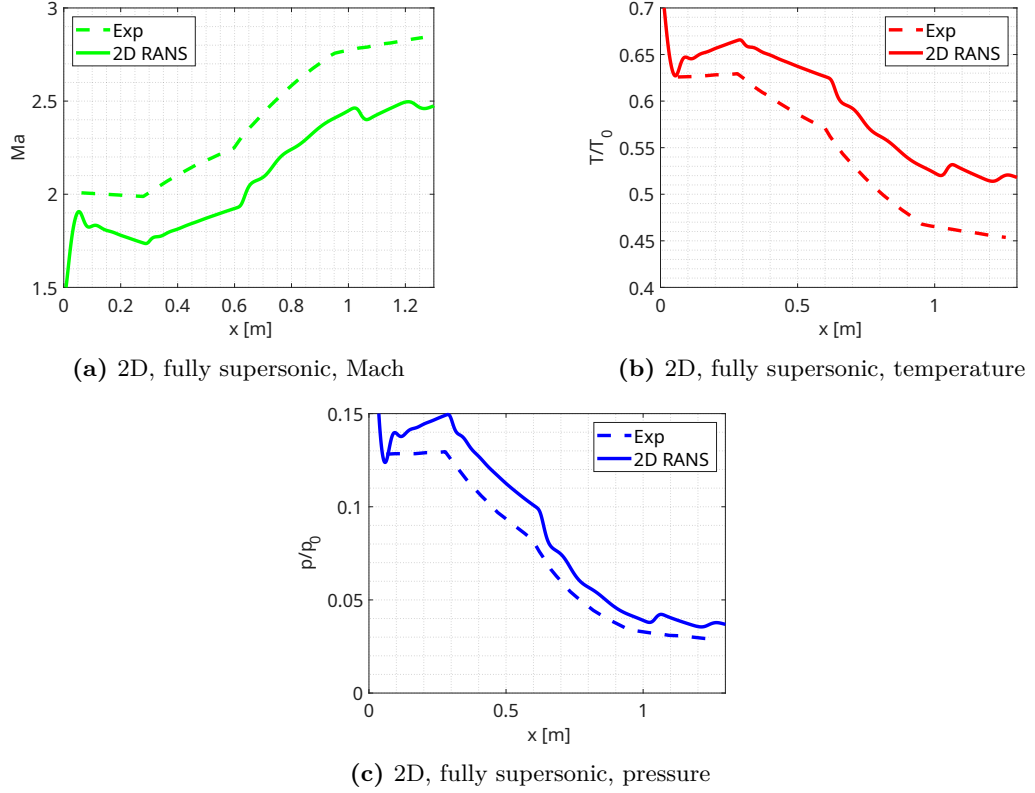 3
2.5
2
1.5
Ma
0 0.2 0.4 0.6 0.8 1 1.2
x [m]
Exp
2D RANS
(a) 2D, fully supersonic, Mach
0.7
0.65
0.6
0.55
0.5
0.45
0.4
T/T0
0.5 1
x [m]
Exp
2D RANS
(b) 2D, fully supersonic, temperature
0.15
0.1
0.05
0
p/p0
0 0.5 1
x [m]
Exp
2D RANS
(c) 2D, fully supersonic, pressure